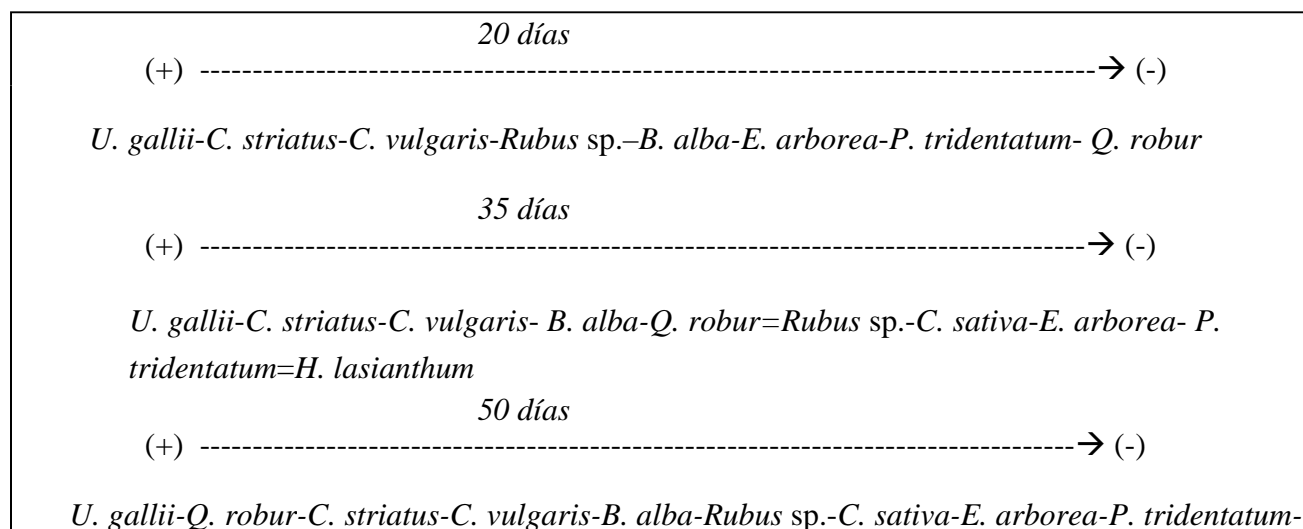 20 días
(+) --------------------------------------------------------------------------------------→ (-)
U. gallii-C. striatus-C. vulgaris-Rubus sp.–B. alba-E. arborea-P. tridentatum- Q. robur
35 días
(+) -------------------------------------------------------------------------------------→ (-)
U. gallii-C. striatus-C. vulgaris- B. alba-Q. robur=Rubus sp.-C. sativa-E. arborea- P.
tridentatum=H. lasianthum
50 días
(+) ------------------------------------------------------------------------------------→ (-)
U. gallii-Q. robur-C. striatus-C. vulgaris-B. alba-Rubus sp.-C. sativa-E. arborea-P. tridentatum-